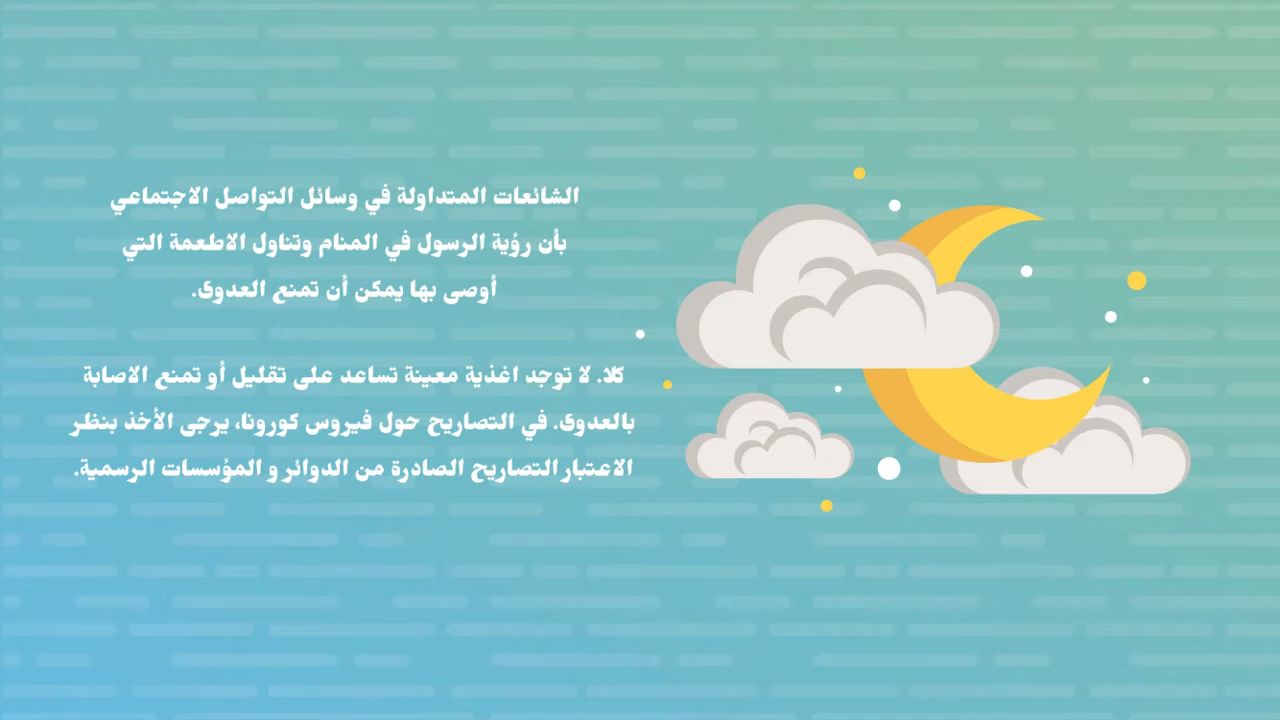 الشائعات المتداولة في وسائل التواصل الاجتماعي
بأن رؤية الرسول في المنام وتناول الاطعمة التي
أوصى بها يمكن أن تمنع العدوى.
كلا. لا توجد اغذية معينة تساعد على تقليل أو تمنع الاصابة
بالعدوى. في التصاريح حول فيروس كورونا، يرجى الأخذ بنظر
الاعتبار التصاريح الصادرة من الدوائر و المؤسسات الرسمية.